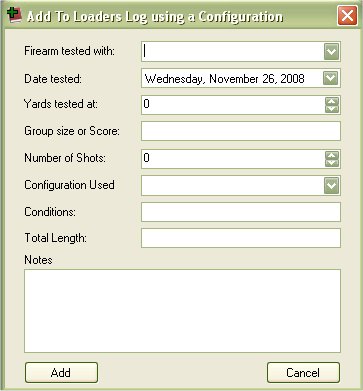 Add To Loaders Log using a Configuration
Firearm tested with:
Date tested: Wednesday, November 26, 2008
Yards tested at: 0
Group size or Score:
Number of Shots: 0
Configuration Used
Conditions:
Total Length:
Notes
Add Cancel